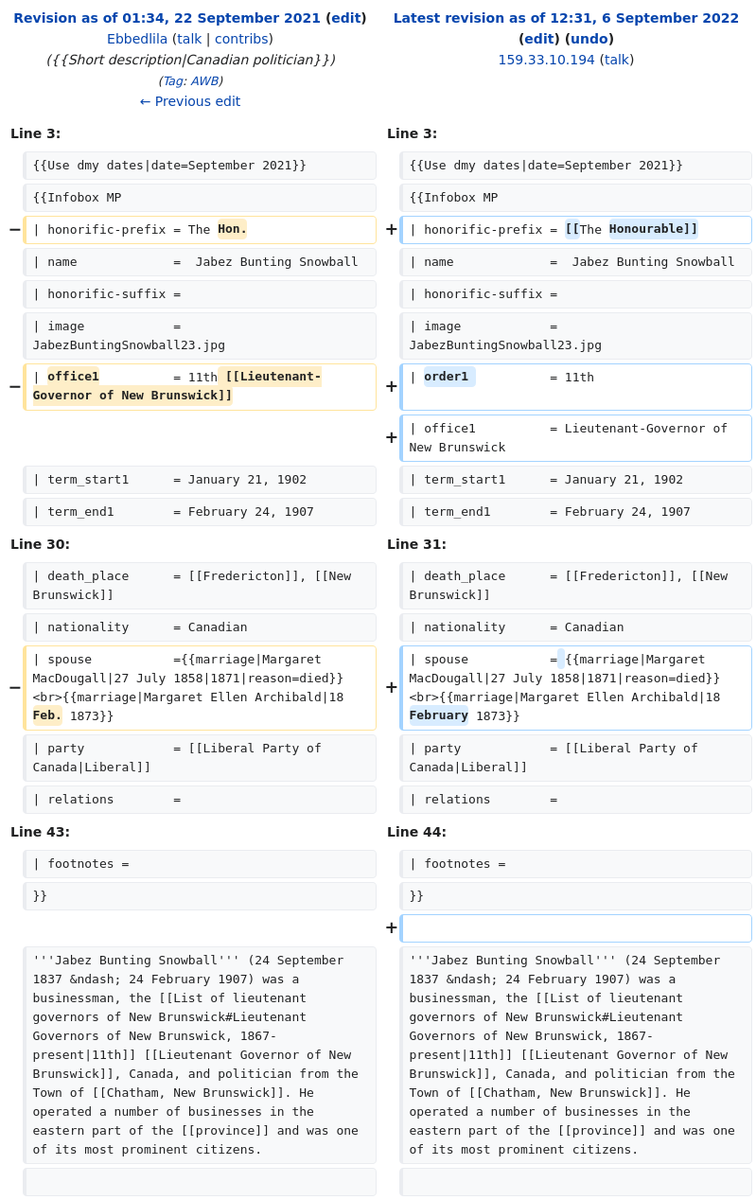 Revision as of 01:34, 22 September 2021 (edit)
Ebbedlila (talk | contribs)
({{Short description|Canadian politician}})
(Tag: AWB)
← Previous edit
Latest revision as of 12:31, 6 September 2022
(edit) (undo)
159.33.10.194 (talk)
Line 3:
Line 3:
{{Use dmy dates|date=September 2021}}
{{Use dmy dates|date=September 2021}}
{{Infobox MP
{{Infobox MP
− | honorific-prefix = The Hon.
+ | honorific-prefix = [[The Honourable]]
| name             =  Jabez Bunting Snowball
| name             =  Jabez Bunting Snowball
| honorific-suffix =
| honorific-suffix =
| image            =
JabezBuntingSnowball23.jpg
| image            =
JabezBuntingSnowball23.jpg
− | office1          = 11th [[Lieutenant-
Governor of New Brunswick]]
+ | order1           = 11th
+ | office1          = Lieutenant-Governor of
New Brunswick
| term_start1      = January 21, 1902
| term_start1      = January 21, 1902
| term_end1        = February 24, 1907
| term_end1        = February 24, 1907
Line 30:
Line 31:
| death_place      = [[Fredericton]], [[New
Brunswick]]
| death_place      = [[Fredericton]], [[New
Brunswick]]
| nationality      = Canadian
| nationality      = Canadian
− | spouse           ={{marriage|Margaret
MacDougall|27 July 1858|1871|reason=died}}
<br>{{marriage|Margaret Ellen Archibald|18
Feb. 1873}}
+ | spouse           = {{marriage|Margaret
MacDougall|27 July 1858|1871|reason=died}}
<br>{{marriage|Margaret Ellen Archibald|18
February 1873}}
| party            = [[Liberal Party of
Canada|Liberal]]
| party            = [[Liberal Party of
Canada|Liberal]]
| relations        =
| relations        =
Line 43:
Line 44:
| footnotes =
| footnotes =
}}
}}
+
'''Jabez Bunting Snowball''' (24 September
1837 &ndash; 24 February 1907) was a
businessman, the [[List of lieutenant
governors of New Brunswick#Lieutenant
Governors of New Brunswick, 1867-
present|11th]] [[Lieutenant Governor of New
Brunswick]], Canada, and politician from the
Town of [[Chatham, New Brunswick]]. He
operated a number of businesses in the
eastern part of the [[province]] and was one
of its most prominent citizens.
'''Jabez Bunting Snowball''' (24 September
1837 &ndash; 24 February 1907) was a
businessman, the [[List of lieutenant
governors of New Brunswick#Lieutenant
Governors of New Brunswick, 1867-
present|11th]] [[Lieutenant Governor of New
Brunswick]], Canada, and politician from the
Town of [[Chatham, New Brunswick]]. He
operated a number of businesses in the
eastern part of the [[province]] and was one
of its most prominent citizens.